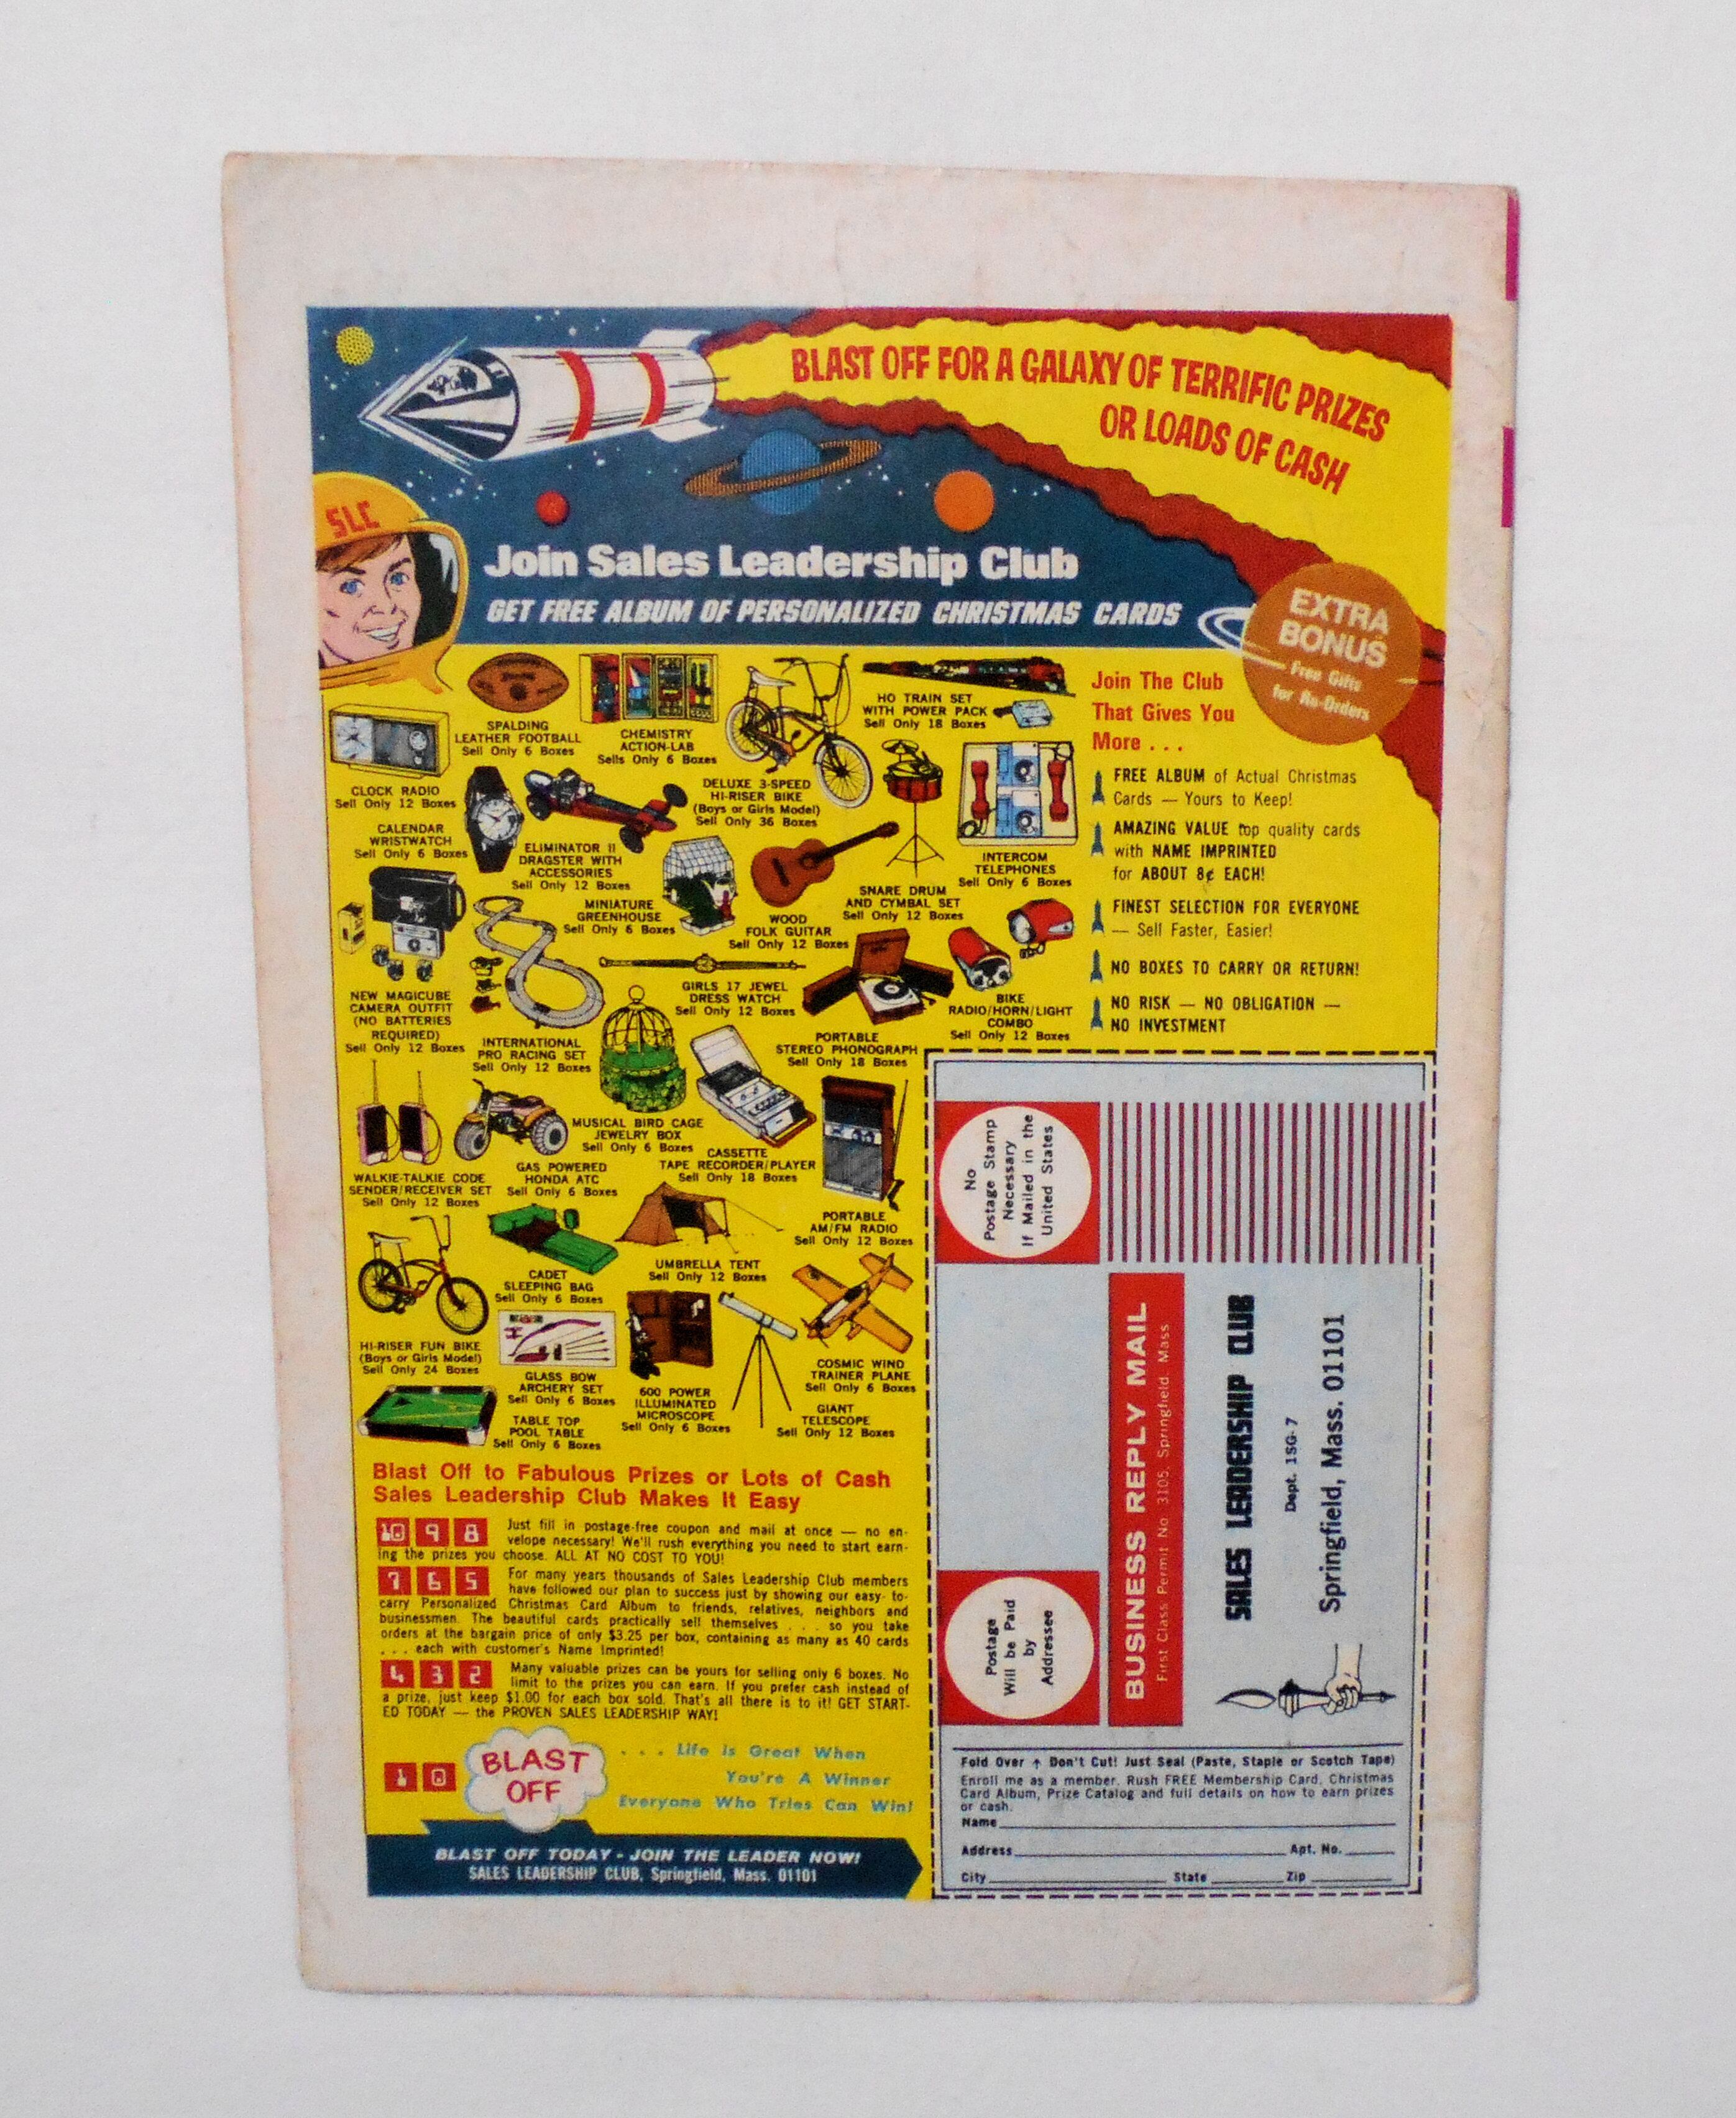 BLAST OFF FOR A GALAXY OF TERRIFIC PRIZES
OR LOADS OF CASH
SLC
Join Sales Leadership Club
GET FREE ALBUM OF PERSONALIZED CHRISTMAS CARDS
EXTRA
BONUS
Free Gifts
for Re-Orders
SPALDING
LEATHER FOOTBALL
Sell Only 6 Boxes
CHEMISTRY
ACTION-LAB
Sells Only 6 Boxes
HO TRAIN SET
WITH POWER PACK
Sell Only 18 Boxes
CLOCK RADIO
Sell Only 12 Boxes
DELUXE 3-SPEED
HI-RISER BIKE
(Boys or Girls Model)
Sell Only 36 Boxes
CALENDAR
WRISTWATCH
Sell Only 6 Boxes
ELIMINATOR II
DRAGSTER WITH
ACCESSORIES
Sell Only 12 Boxes
INTERCOM
TELEPHONES
Sell Only 6 Boxes
SNARE DRUM
AND CYMBAL SET
Sell Only 12 Boxes
MINIATURE
GREENHOUSE
Sell Only 6 Boxes
WOOD
FOLK GUITAR
Sell Only 12 Boxes
NEW MAGICUBE
CAMERA OUTFIT
(NO BATTERIES
REQUIRED)
Sell Only 12 Boxes
GIRLS 17 JEWEL
DRESS WATCH
Sell Only 12 Boxes
BIKE
RADIO/HORN/LIGHT
COMBO
Sell Only 12 Boxes
INTERNATIONAL
PRO RACING SET
Sell Only 12 Boxes
PORTABLE
STEREO PHONOGRAPH
Sell Only 18 Boxes
MUSICAL BIRD CAGE
JEWELRY BOX
Sell Only 6 Boxes
CASSETTE
TAPE RECORDER/PLAYER
Sell Only 18 Boxes
WALKIE-TALKIE CODE
SENDER/RECEIVER SET
Sell Only 12 Boxes
GAS POWERED
HONDA ATC
Sell Only 6 Boxes
PORTABLE
AM/FM RADIO
Sell Only 12 Boxes
CADET
SLEEPING BAG
Sell Only 6 Boxes
UMBRELLA TENT
Sell Only 12 Boxes
HI-RISER FUN BIKE
(Boys or Girls Model)
Sell Only 24 Boxes
GLASS BOW
ARCHERY SET
Sell Only 6 Boxes
600 POWER
ILLUMINATED
MICROSCOPE
Sell Only 6 Boxes
COSMIC WIND
TRAINER PLANE
Sell Only 6 Boxes
GIANT
TELESCOPE
Sell Only 12 Boxes
TABLE TOP
POOL TABLE
Sell Only 6 Boxes
Join The Club
That Gives You
More . . .
FREE ALBUM of Actual Christmas
Cards — Yours to Keep!
AMAZING VALUE top quality cards
with NAME IMPRINTED
for ABOUT 8¢ EACH!
FINEST SELECTION FOR EVERYONE
— Sell Faster, Easier!
NO BOXES TO CARRY OR RETURN!
NO RISK — NO OBLIGATION —
NO INVESTMENT
Blast Off to Fabulous Prizes or Lots of Cash
Sales Leadership Club Makes It Easy
10 9 8 Just fill in postage-free coupon and mail at once — no en-
velope necessary! We'll rush everything you need to start earn-
ing the prizes you choose. ALL AT NO COST TO YOU!
7 6 5 For many years thousands of Sales Leadership Club members
have followed our plan to success just by showing our easy-to-
carry Personalized Christmas Card Album to friends, relatives, neighbors and
businessmen. The beautiful cards practically sell themselves . . . so you take
orders at the bargain price of only $3.25 per box, containing as many as 40 cards
. . . each with customer's Name Imprinted!
4 3 2 Many valuable prizes can be yours for selling only 6 boxes. No
limit to the prizes you can earn. If you prefer cash instead of
a prize, just keep $1.00 for each box sold. That's all there is to it! GET START-
ED TODAY — the PROVEN SALES LEADERSHIP WAY!
1 0 BLAST
OFF
. . . Life is Great When
You're A Winner
Everyone Who Tries Can Win!
BLAST OFF TODAY - JOIN THE LEADER NOW!
SALES LEADERSHIP CLUB, Springfield, Mass. 01101
No
Postage Stamp
Necessary
If Mailed in the
United States
Postage
Will be Paid
by
Addressee
BUSINESS REPLY MAIL
First Class Permit No. 3105, Springfield, Mass
SALES LEADERSHIP CLUB
Dept. 1SG-7
Springfield, Mass. 01101
Fold Over ↑ Don't Cut! Just Seal (Paste, Staple or Scotch Tape)
Enroll me as a member. Rush FREE Membership Card, Christmas
Card Album, Prize Catalog and full details on how to earn prizes
or cash.
Name
Address Apt. No.
City State Zip